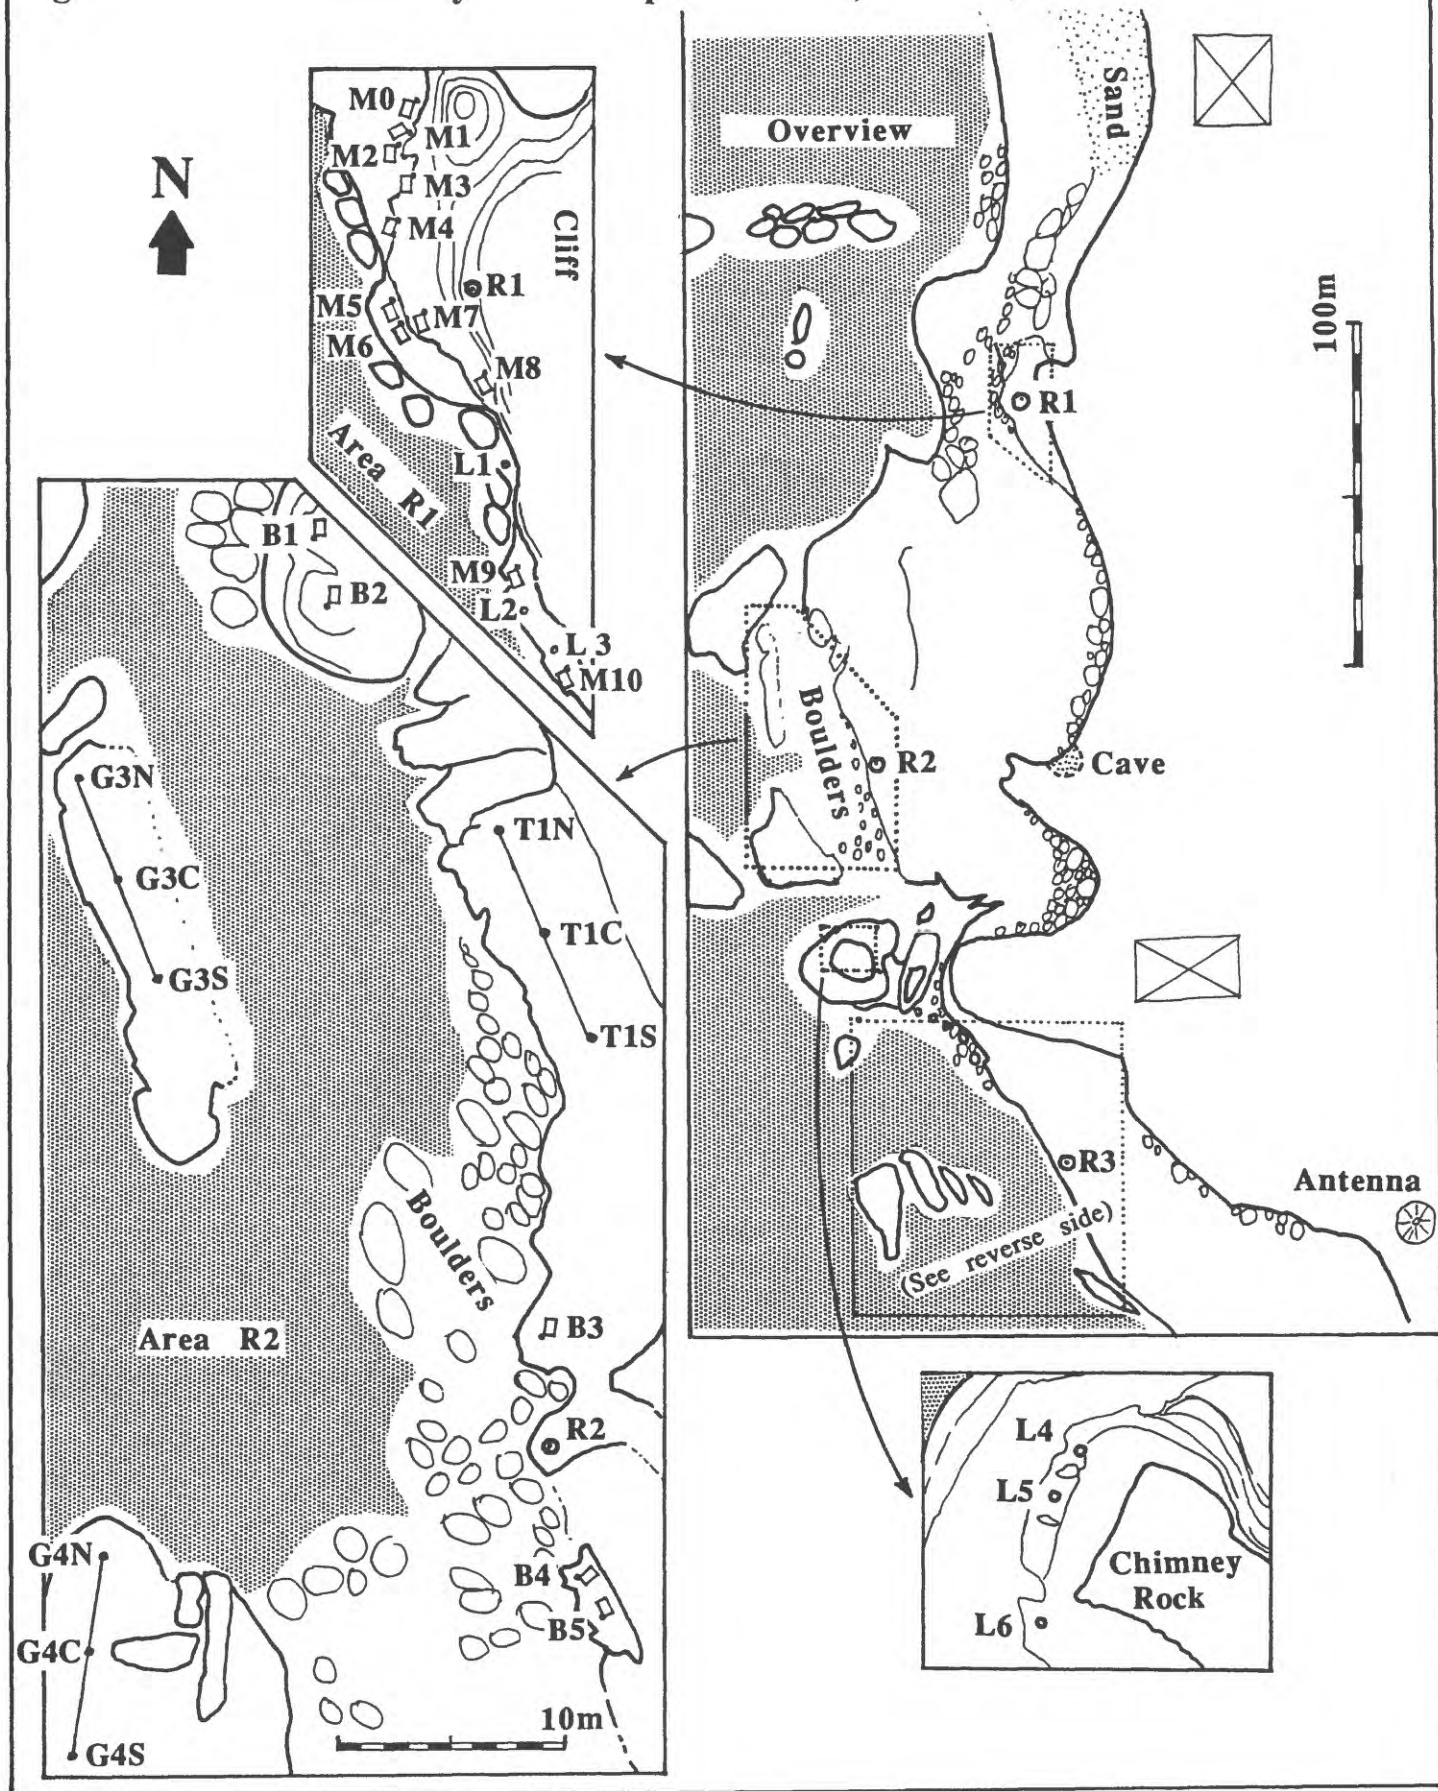 N
M0
M1
M2
M3
M4
Cliff
R1
M5
M7
M6
M8
Area R1
L1
M9
L2
L 3
M10
Overview
Sand
100m
R1
Boulders
R2
Cave
R3
(See reverse side)
Antenna
B1
B2
G3N
G3C
G3S
T1N
T1C
T1S
Boulders
Area R2
B3
R2
G4N
B4
B5
G4C
G4S
10m
L4
L5
Chimney
Rock
L6